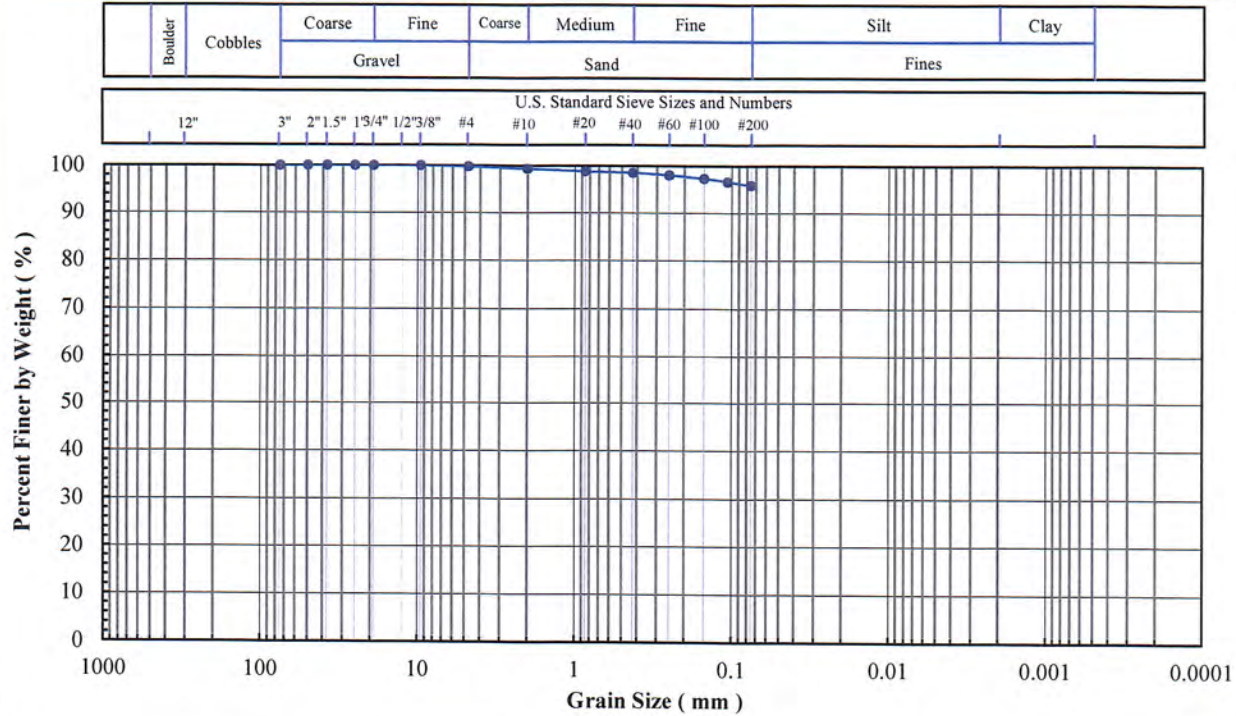 Boulder Cobbles Coarse Fine Coarse Medium Fine Silt Clay
Gravel Sand Fines
U.S. Standard Sieve Sizes and Numbers
12" 3" 2" 1.5" 1" 3/4" 1/2" 3/8" #4 #10 #20 #40 #60 #100 #200
100
90
80
70
60
50
40
30
20
10
0
Percent Finer by Weight ( % )
1000 100 10 1 0.1 0.01 0.001 0.0001
Grain Size ( mm )